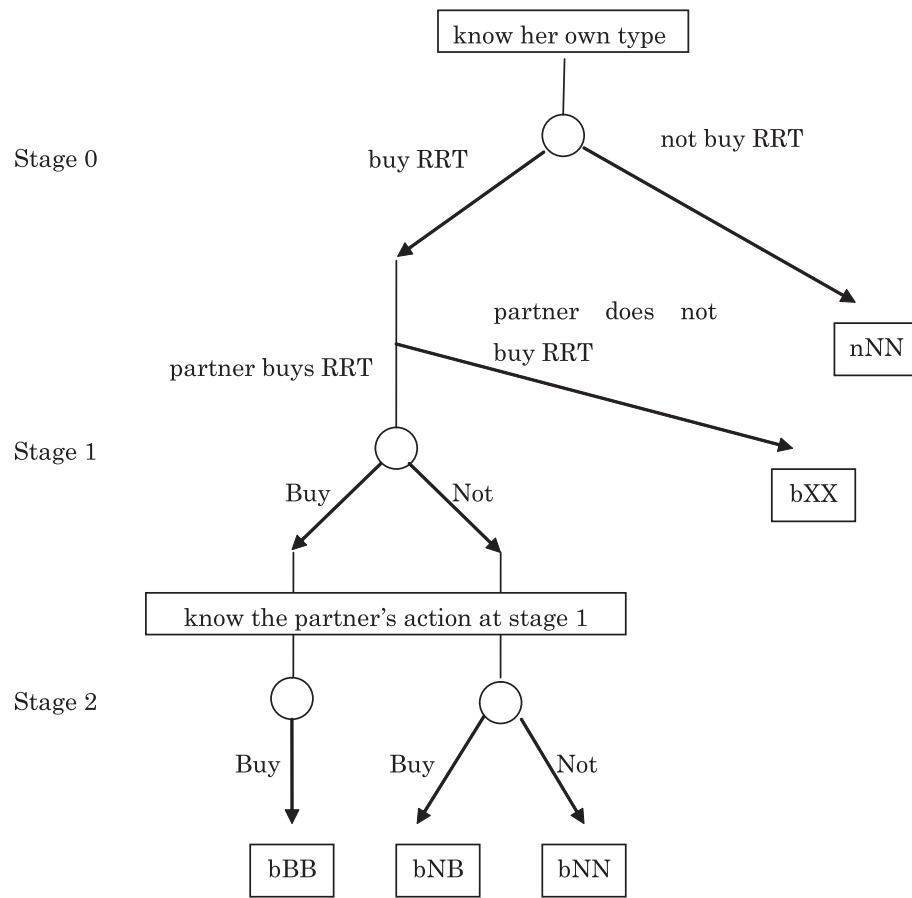 know her own type
Stage 0
buy RRT
not buy RRT
partner does not
buy RRT
nNN
partner buys RRT
Stage 1
bXX
Buy
Not
know the partner's action at stage 1
Stage 2
Buy
Buy
Not
bBB
bNB
bNN